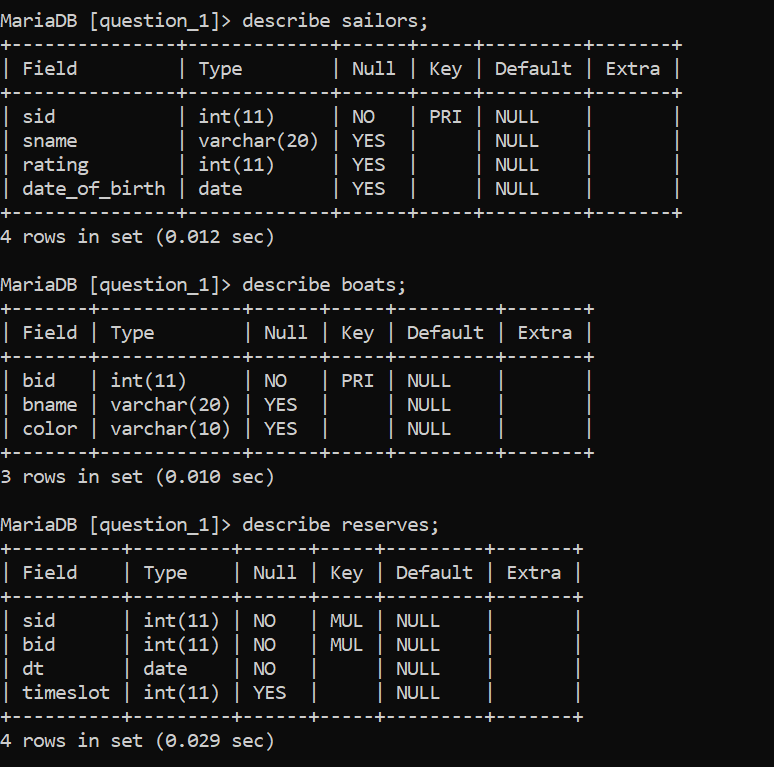 MariaDB [question_1]> describe sailors;
+---------------+-------------+------+-----+---------+-------+
| Field         | Type        | Null | Key | Default | Extra |
+---------------+-------------+------+-----+---------+-------+
| sid           | int(11)     | NO   | PRI | NULL    |       |
| sname         | varchar(20) | YES  |     | NULL    |       |
| rating        | int(11)     | YES  |     | NULL    |       |
| date_of_birth | date        | YES  |     | NULL    |       |
+---------------+-------------+------+-----+---------+-------+
4 rows in set (0.012 sec)

MariaDB [question_1]> describe boats;
+-------+-------------+------+-----+---------+-------+
| Field | Type        | Null | Key | Default | Extra |
+-------+-------------+------+-----+---------+-------+
| bid   | int(11)     | NO   | PRI | NULL    |       |
| bname | varchar(20) | YES  |     | NULL    |       |
| color | varchar(10) | YES  |     | NULL    |       |
+-------+-------------+------+-----+---------+-------+
3 rows in set (0.010 sec)

MariaDB [question_1]> describe reserves;
+----------+---------+------+-----+---------+-------+
| Field    | Type    | Null | Key | Default | Extra |
+----------+---------+------+-----+---------+-------+
| sid      | int(11) | NO   | MUL | NULL    |       |
| bid      | int(11) | NO   | MUL | NULL    |       |
| dt       | date    | NO   |     | NULL    |       |
| timeslot | int(11) | YES  |     | NULL    |       |
+----------+---------+------+-----+---------+-------+
4 rows in set (0.029 sec)